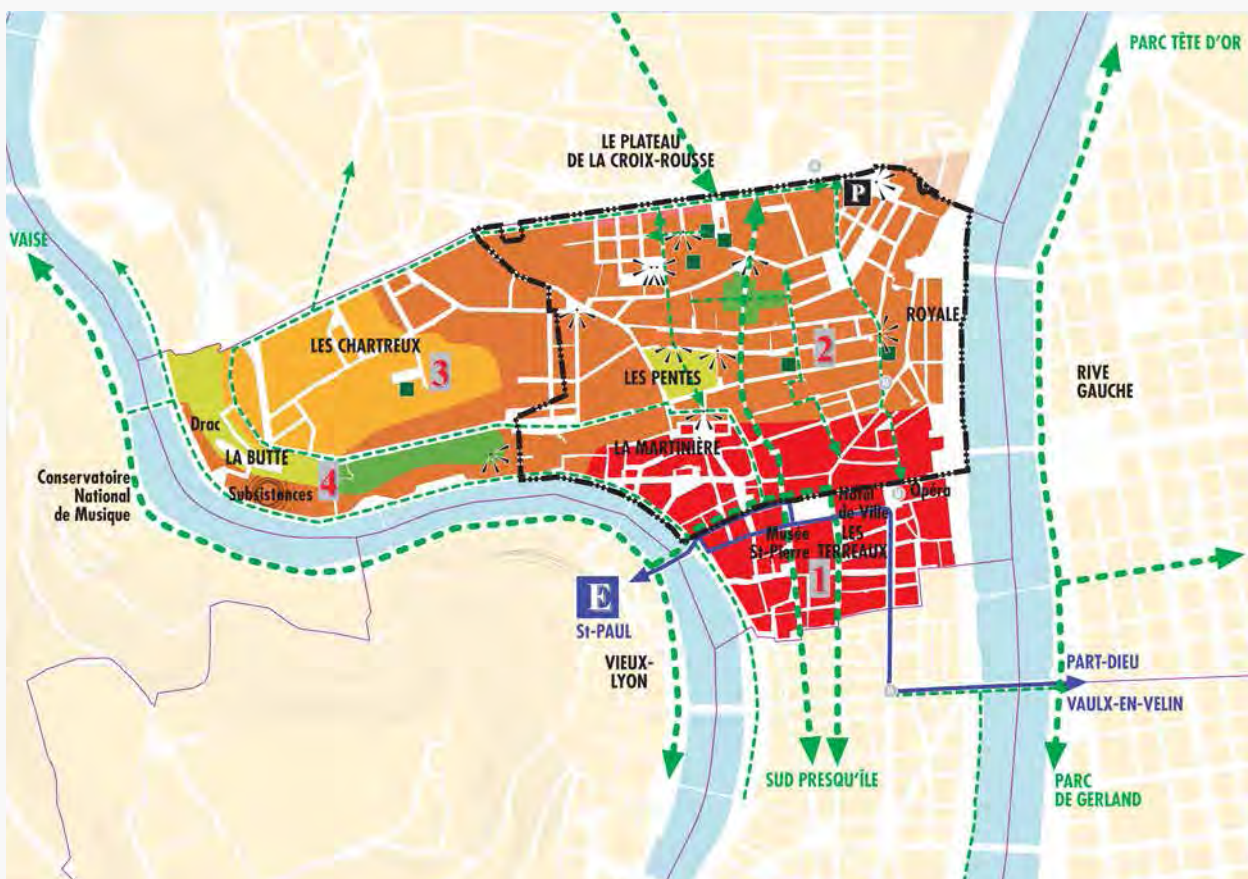 PARC TÊTE D'OR
LE PLATEAU
DE LA CROIX-ROUSSE
P
VAISE
ROYALE
LES CHARTREUX
3
2
LES PENTES
RIVE
GAUCHE
Drac
LA BUTTE
LA MARTINIÈRE
4
Subsistences
Conservatoire
National
de Musique
Opéra
Hôtel
de Ville
Musée
St-Pierre
LES
TERREAUX
1
E
St-PAUL
VIEUX-
LYON
PART-DIEU
VAULX-EN-VELIN
SUD PRESQU'ÎLE
PARC
DE GERLAND